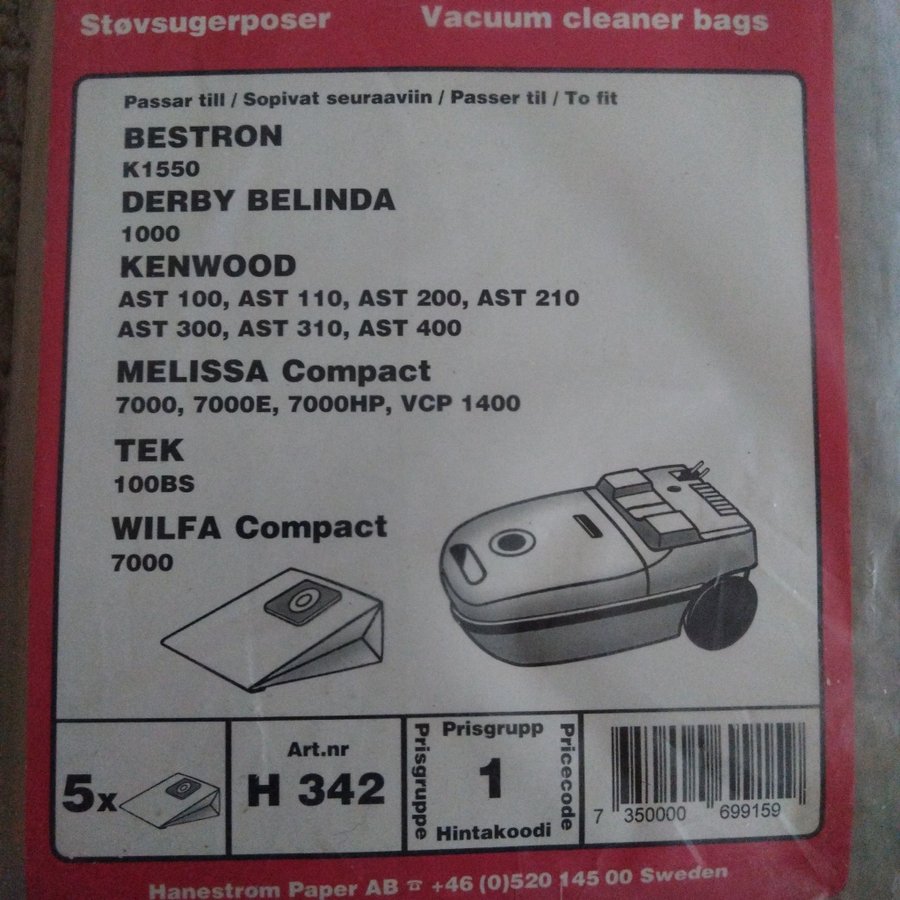 Støvsugerposer Vacuum cleaner bags
Passar till / Sopivat seuraaviin / Passer til / To fit
BESTRON
K1550
DERBY BELINDA
1000
KENWOOD
AST 100, AST 110, AST 200, AST 210
AST 300, AST 310, AST 400
MELISSA Compact
7000, 7000E, 7000HP, VCP 1400
TEK
100BS
WILFA Compact
7000
5x
Art.nr
H 342
Prisgruppe
Prisgrupp
1
Hintakoodi
Pricecode
7 350000 699159
Hanestrom Paper AB ☎ +46 (0)520 145 00 Sweden